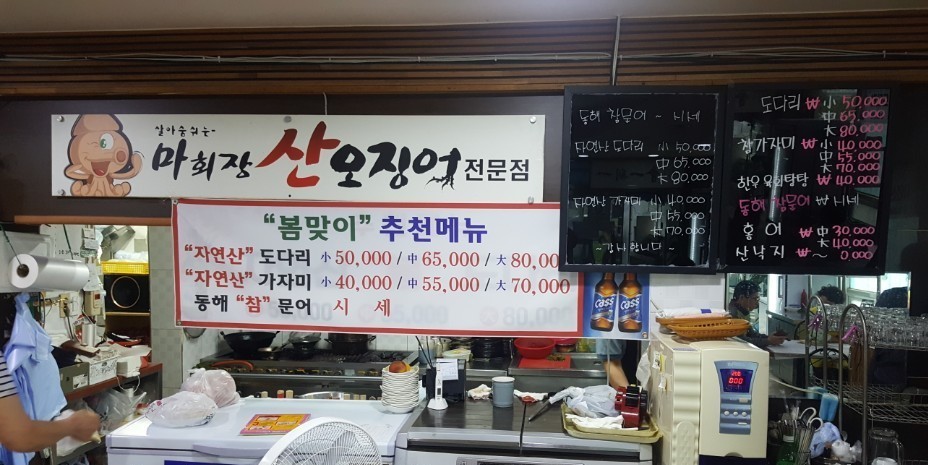 살아숨쉬는~
마회장 산오징어 전문점
"봄맞이" 추천메뉴
"자연산" 도다리 小 50,000 / 中 65,000 / 大 80,00
"자연산" 가자미 小 40,000 / 中 55,000 / 大 70,000
동해 "참" 문어 시 세
동해 참문어 - 시세
자연산 도다리 小 50,000
中 65,000
大 80,000
자연산 가자미 小 40,000
中 55,000
大 70,000
-감사합니다-
도다리 ₩ 小 50,000
中 65,000
大 80,000
참가자미 ₩ 小 40,000
中 55,000
大 70,000
한우육회탕탕 ₩ 40,000
동해 참문어 ₩ 시세
홍어 ₩ 中 30,000
大 40,000
산낙지 ₩ ~ 0,000
Cass Cass
000